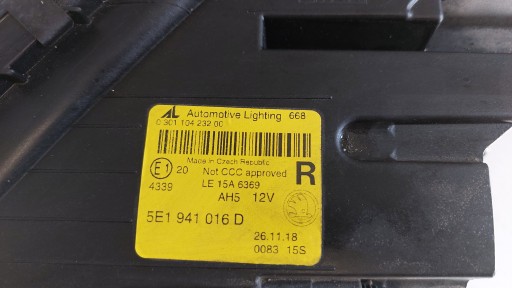 AL Automotive Lighting 668
0 301 104 232 00
Made in Czech Republic
E1 20 Not CCC approved R
4339 LE 15A 6369
AH5 12V
5E1 941 016 D
26.11.18
0083 15S